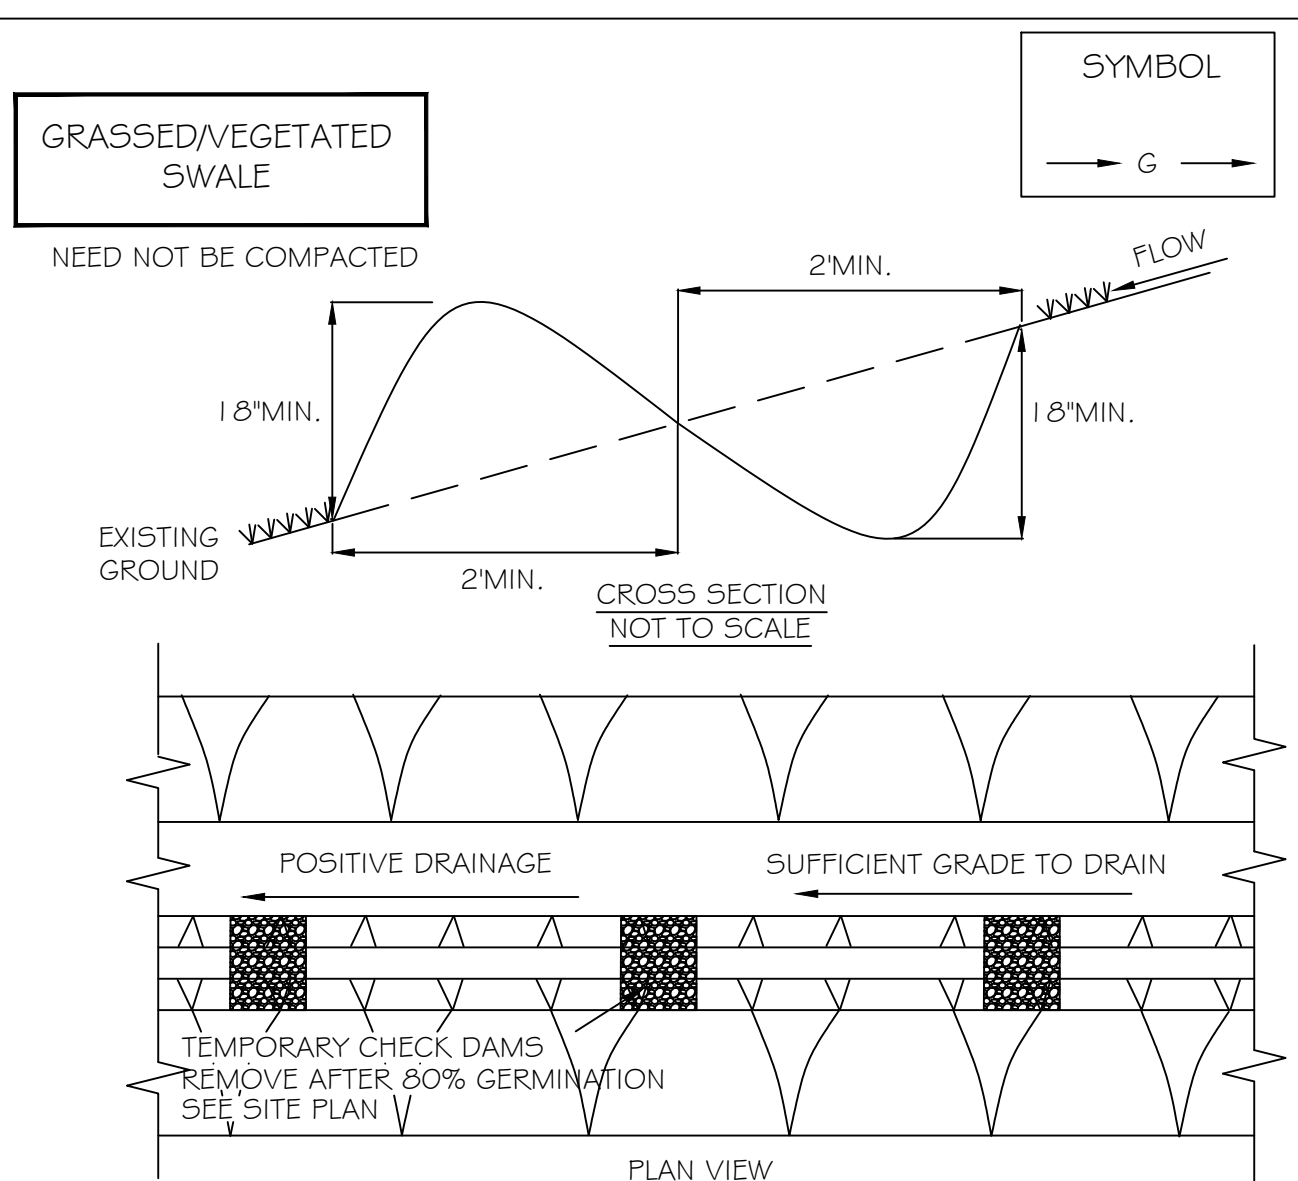 SYMBOL
G
GRASSED/VEGETATED
SWALE
NEED NOT BE COMPACTED
FLOW
2'MIN.
18"MIN.
18"MIN.
EXISTING
GROUND
2'MIN.
CROSS SECTION
NOT TO SCALE
POSITIVE DRAINAGE
SUFFICIENT GRADE TO DRAIN
TEMPORARY CHECK DAMS
REMOVE AFTER 80% GERMINATION
SEE SITE PLAN
PLAN VIEW